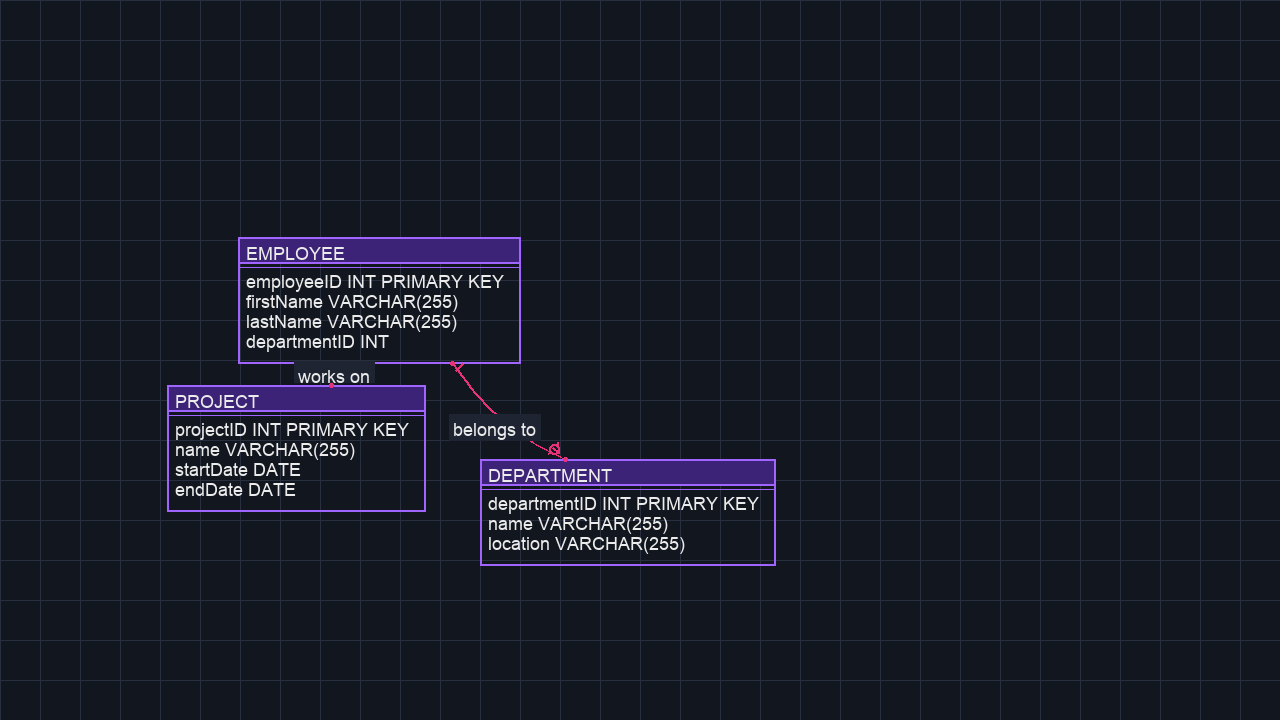 EMPLOYEE
employeeID INT PRIMARY KEY
firstName VARCHAR(255)
lastName VARCHAR(255)
departmentID INT
works on
PROJECT
projectID INT PRIMARY KEY
name VARCHAR(255)
startDate DATE
endDate DATE
belongs to
DEPARTMENT
departmentID INT PRIMARY KEY
name VARCHAR(255)
location VARCHAR(255)